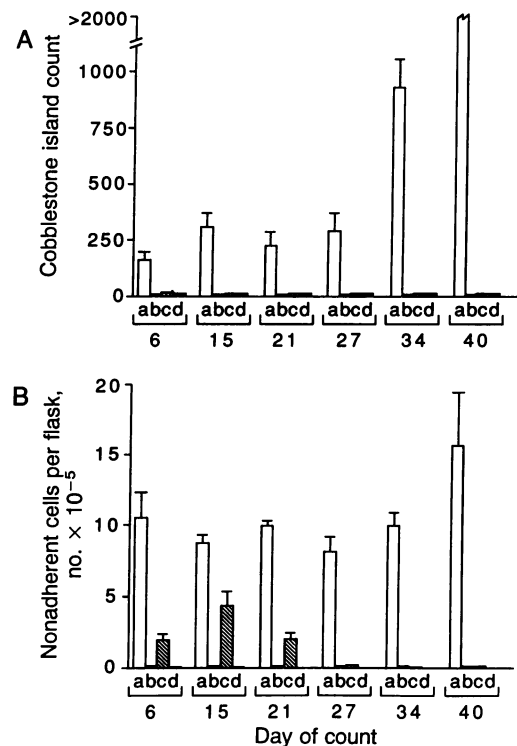 A
Cobblestone island count
>2000
1000
750
500
250
0
abcd abcd abcd abcd abcd abcd
6 15 21 27 34 40
B
Nonadherent cells per flask,
no. × 10⁻⁵
20
15
10
5
0
abcd abcd abcd abcd abcd abcd
6 15 21 27 34 40
Day of count